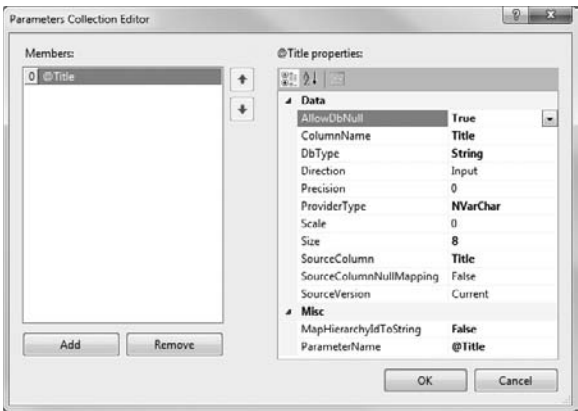 Parameters Collection Editor
Members:
0 @Title
Add Remove
@Title properties:
Data
AllowDbNull True
ColumnName Title
DbType String
Direction Input
Precision 0
ProviderType NVarChar
Scale 0
Size 8
SourceColumn Title
SourceColumnNullMapping False
SourceVersion Current
Misc
MapHierarchyIdToString False
ParameterName @Title
OK Cancel